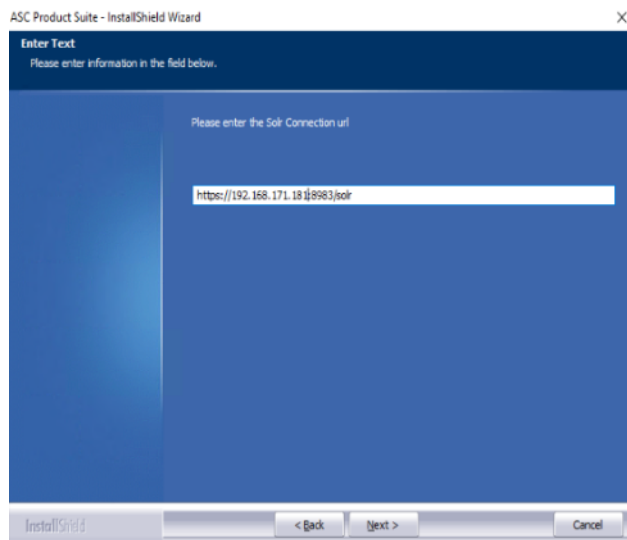 ASC Product Suite - InstallShield Wizard
Enter Text
Please enter information in the field below.
Please enter the Solr Connection url
https://192.168.171.181:8983/solr
InstallShield
< Back
Next >
Cancel